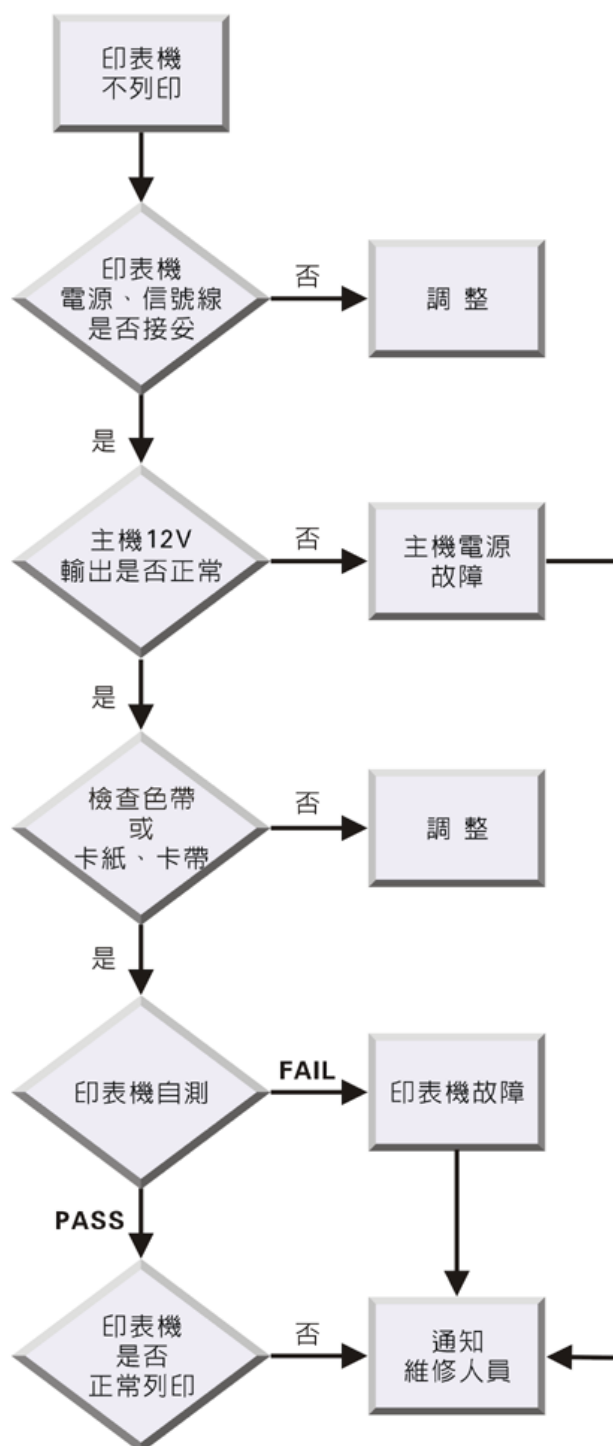 印表機
不列印
印表機
電源、信號線
是否接妥
否
調 整
是
主機12V
輸出是否正常
否
主機電源
故障
是
檢查色帶
或
卡紙、卡帶
否
調 整
是
印表機自測
FAIL
印表機故障
PASS
印表機
是否
正常列印
否
通知
維修人員